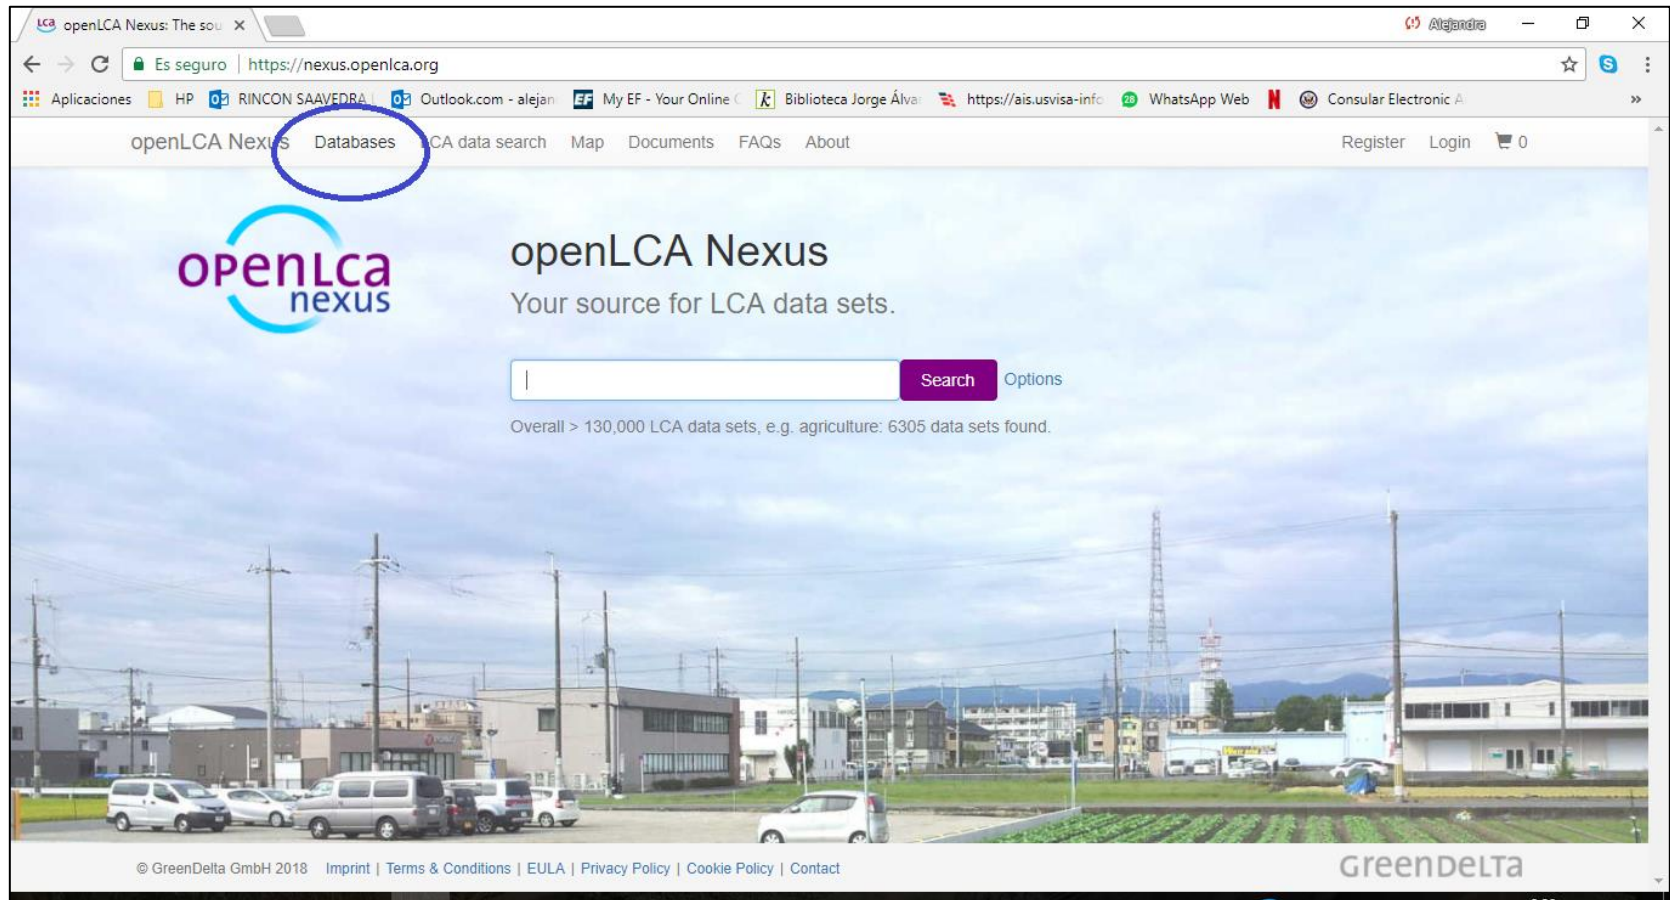 Lca openLCA Nexus: The sou
Alejandra
Es seguro https://nexus.openlca.org
Aplicaciones HP RINCON SAAVEDRA Outlook.com - alejan My EF - Your Online Biblioteca Jorge Álva https://ais.usvisa-info WhatsApp Web Consular Electronic A »
openLCA Nexus Databases LCA data search Map Documents FAQs About Register Login 0
openLca
nexus
openLCA Nexus
Your source for LCA data sets.
Search Options
Overall > 130,000 LCA data sets, e.g. agriculture: 6305 data sets found.
© GreenDelta GmbH 2018 Imprint | Terms & Conditions | EULA | Privacy Policy | Cookie Policy | Contact
GreenDeLTa